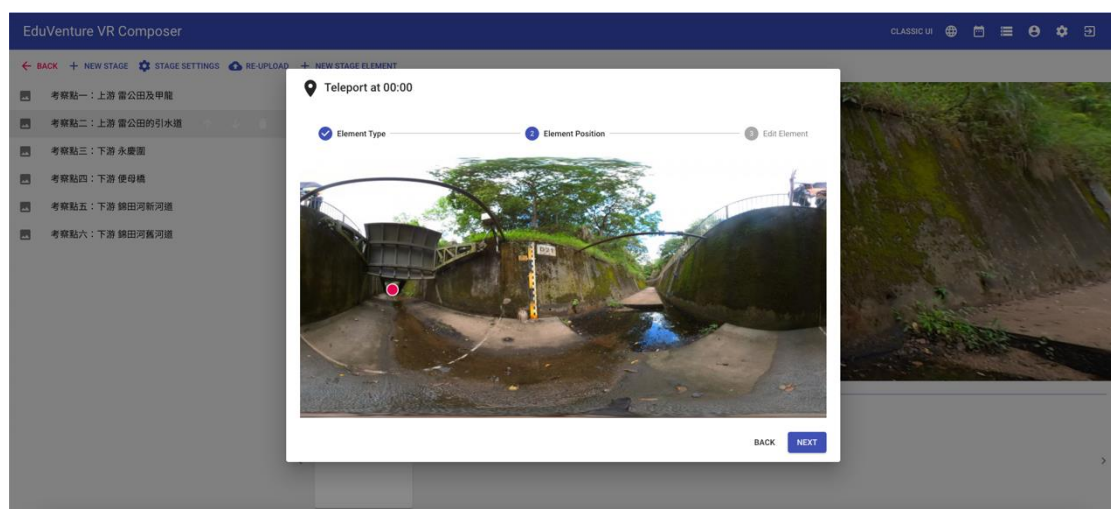 EduVenture VR Composer
CLASSIC UI
BACK NEW STAGE STAGE SETTINGS RE-UPLOAD NEW STAGE ELEMENT
考察點一：上游 雷公田及甲龍
考察點二：上游 雷公田的引水道
考察點三：下游 永慶圍
考察點四：下游 便母橋
考察點五：下游 錦田河新河道
考察點六：下游 錦田河舊河道
Teleport at 00:00
Element Type
2 Element Position
3 Edit Element
BACK NEXT